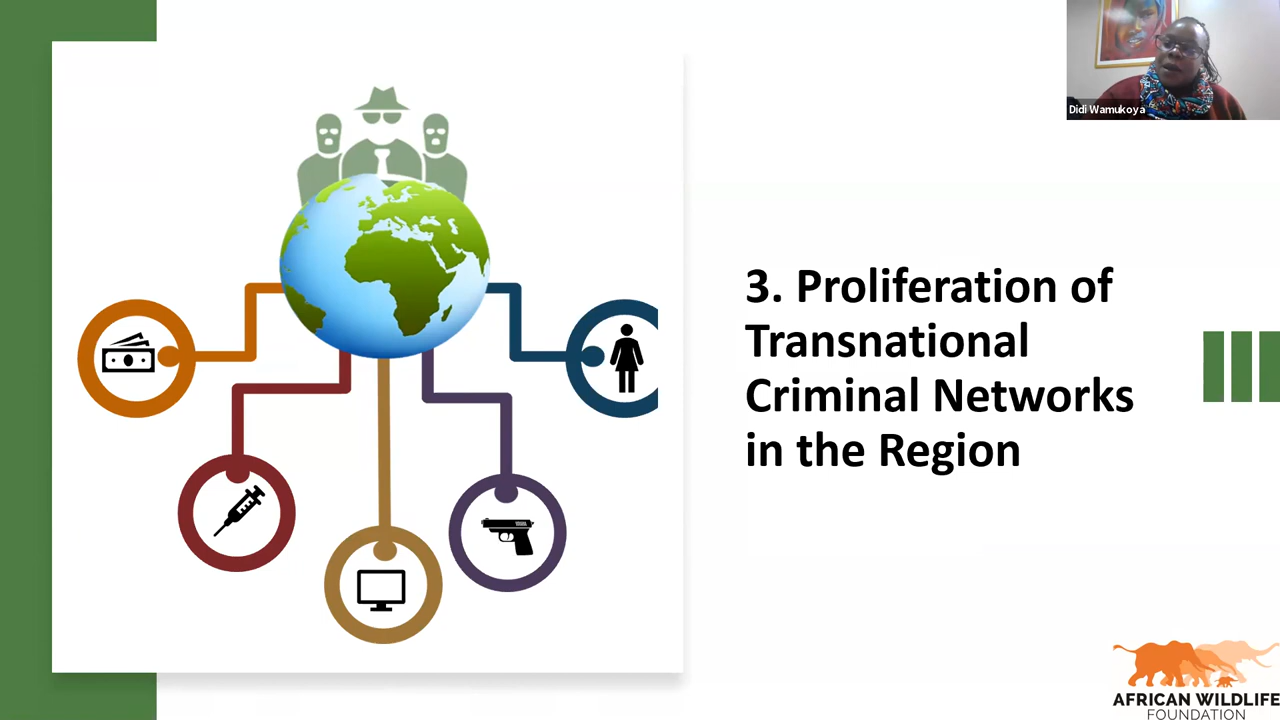 Didi Wamukoya
3. Proliferation of
Transnational
Criminal Networks
in the Region
AFRICAN WILDLIFE
FOUNDATION